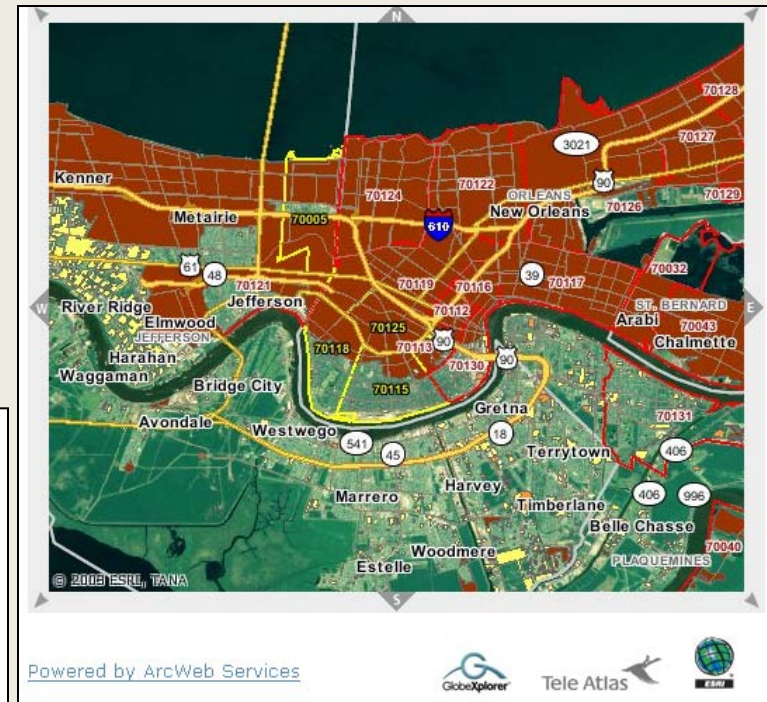 N
70128
3021
70127
Kenner
70124
70122
90
ORLEANS
70129
Metairie
70005
New Orleans
70126
610
61
48
70119
70116
39
70117
70032
70121
W
E
River Ridge
Jefferson
70112
ST. BERNARD
Elmwood
70125
Arabi
70043
JEFFERSON
70118
70113
90
Chalmette
Harahan
70130
90
Waggaman
Bridge City
70115
Gretna
70131
Avondale
Westwego
18
541
45
Terrytown
406
Harvey
406
996
Marrero
Timberlane
Belle Chasse
Woodmere
70040
Estelle
PLAQUEMINES
© 2003 ESRI, TANA
S
Powered by ArcWeb Services
GlobeXplorer
Tele Atlas
ESRI